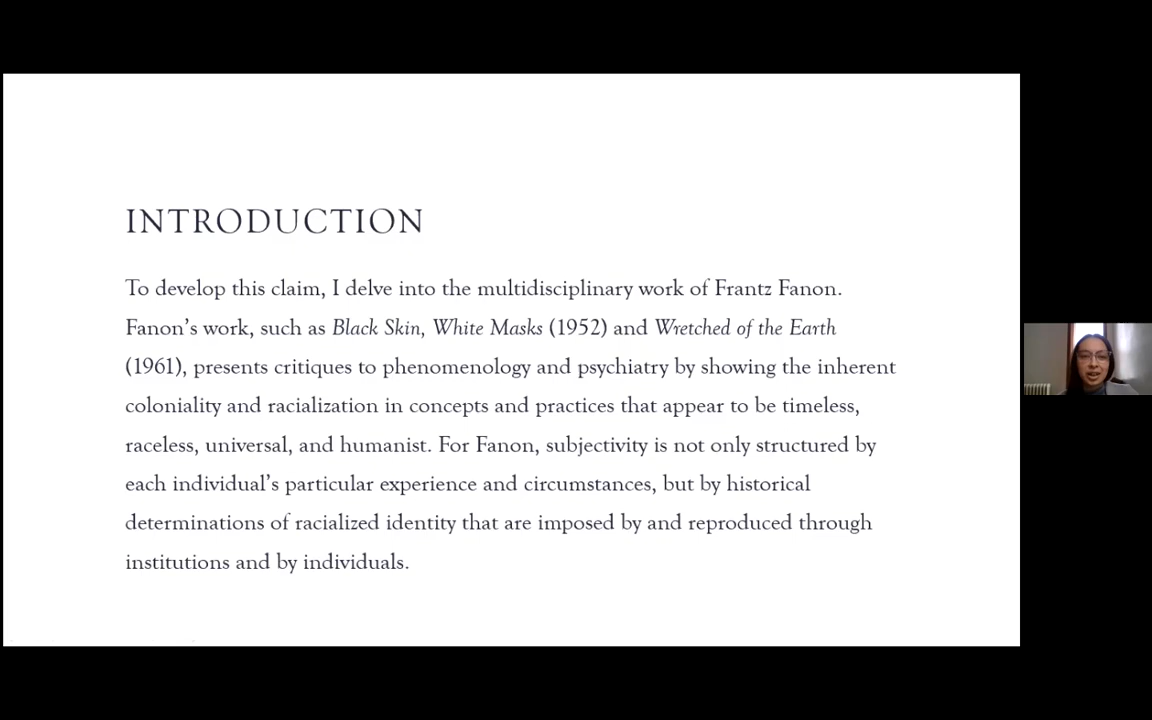 INTRODUCTION
To develop this claim, I delve into the multidisciplinary work of Frantz Fanon.
Fanon's work, such as Black Skin, White Masks (1952) and Wretched of the Earth
(1961), presents critiques to phenomenology and psychiatry by showing the inherent
coloniality and racialization in concepts and practices that appear to be timeless,
raceless, universal, and humanist. For Fanon, subjectivity is not only structured by
each individual's particular experience and circumstances, but by historical
determinations of racialized identity that are imposed by and reproduced through
institutions and by individuals.